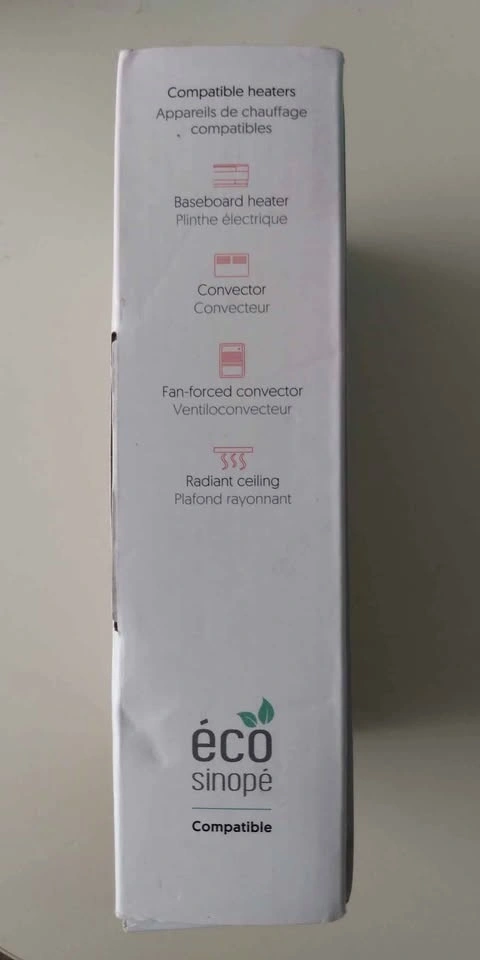 Compatible heaters
Appareils de chauffage
compatibles
Baseboard heater
Plinthe électrique
Convector
Convecteur
Fan-forced convector
Ventiloconvecteur
Radiant ceiling
Plafond rayonnant
éco
sinopé
Compatible